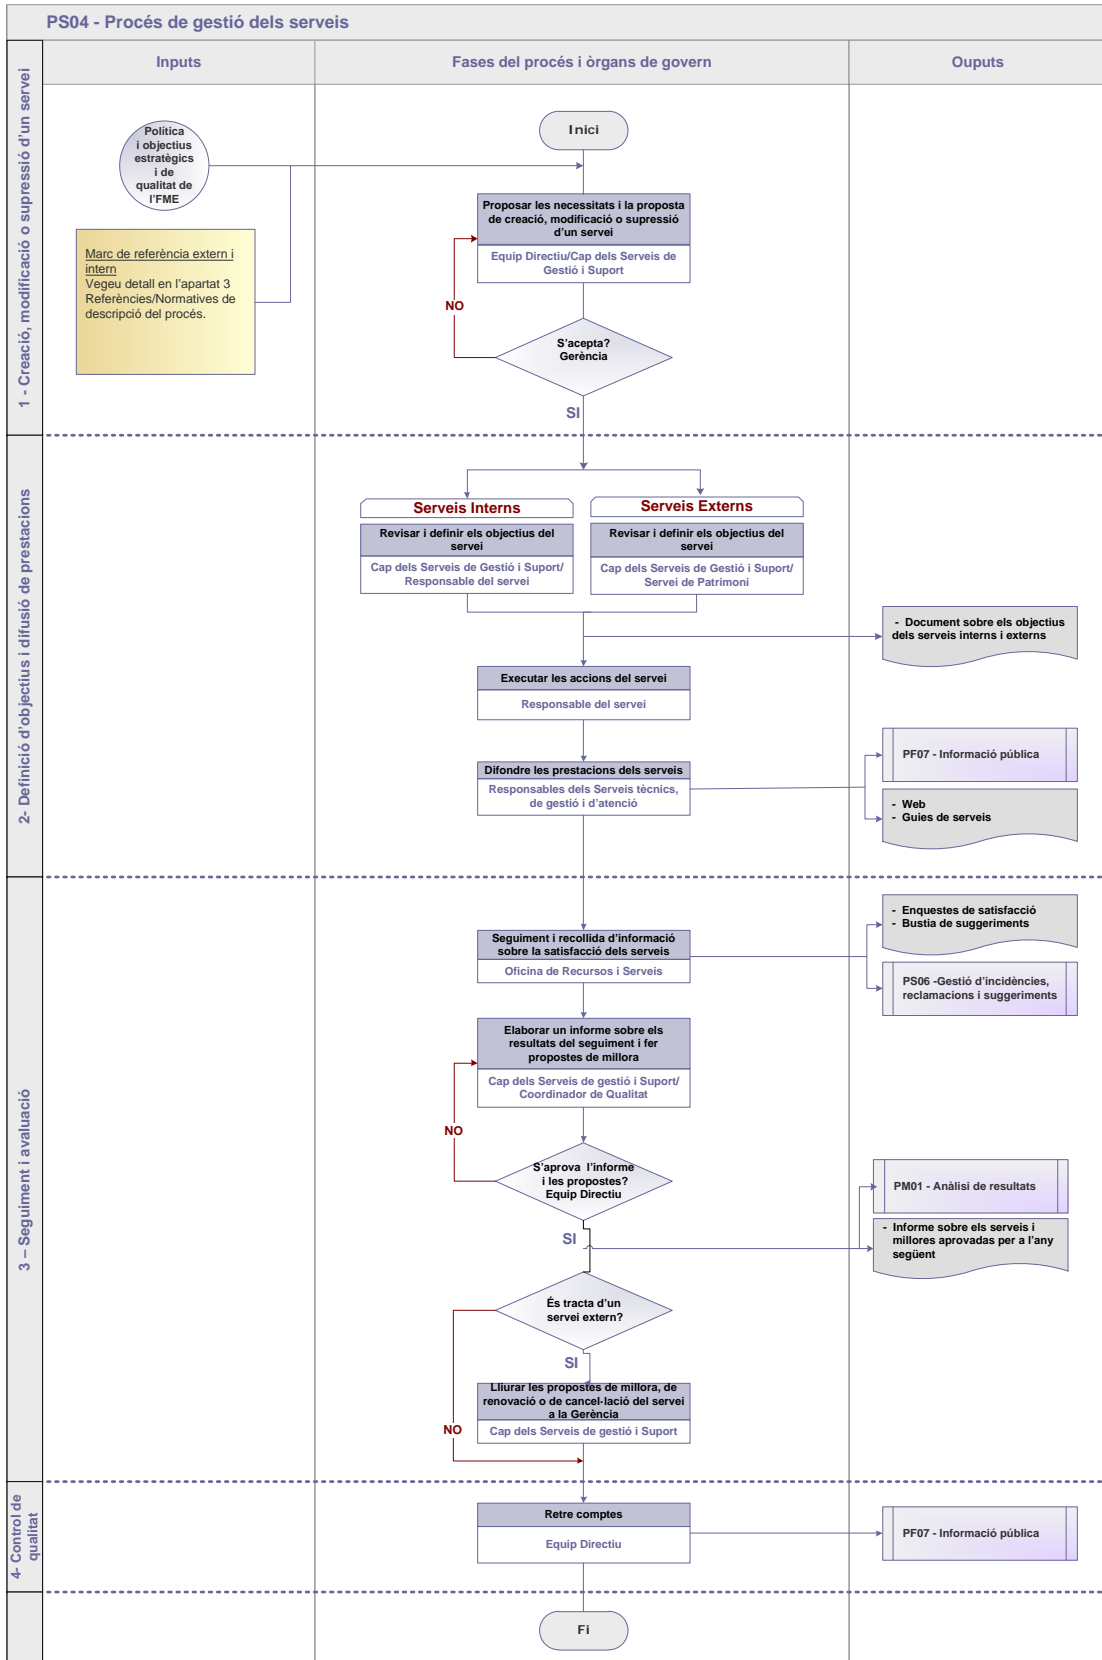 PS04 - Procés de gestió dels serveis
Inputs
Fases del procés i òrgans de govern
Ouputs
1 - Creació, modificació o supressió d'un servei
Política
i objectius
estratègics
i de
qualitat de
l'FME
Marc de referència extern i
intern
Vegeu detall en l'apartat 3
Referències/Normatives de
descripció del procés.
Inici
Proposar les necessitats i la proposta
de creació, modificació o supressió
d'un servei
Equip Directiu/Cap dels Serveis de
Gestió i Suport
NO
S'acepta?
Gerència
SI
2- Definició d'objectius i difusió de prestacions
Serveis Interns
Revisar i definir els objectius del
servei
Cap dels Serveis de Gestió i Suport/
Responsable del servei
Serveis Externs
Revisar i definir els objectius del
servei
Cap dels Serveis de Gestió i Suport/
Servei de Patrimoni
- Document sobre els objectius
dels serveis interns i externs
Executar les accions del servei
Responsable del servei
Difondre les prestacions dels serveis
Responsables dels Serveis tècnics,
de gestió i d'atenció
PF07 - Informació pública
- Web
- Guies de serveis
3 – Seguiment i avaluació
Seguiment i recollida d'informació
sobre la satisfacció dels serveis
Oficina de Recursos i Serveis
- Enquestes de satisfacció
- Bustia de suggeriments
PS06 -Gestió d'incidències,
reclamacions i suggeriments
Elaborar un informe sobre els
resultats del seguiment i fer
propostes de millora
Cap dels Serveis de gestió i Suport/
Coordinador de Qualitat
NO
S'aprova l'informe
i les propostes?
Equip Directiu
SI
PM01 - Anàlisi de resultats
- Informe sobre els serveis i
millores aprovadas per a l'any
següent
És tracta d'un
servei extern?
SI
NO
Lliurar les propostes de millora, de
renovació o de cancel·lació del servei
a la Gerència
Cap dels Serveis de gestió i Suport
4- Control de
qualitat
Retre comptes
Equip Directiu
PF07 - Informació pública
Fi